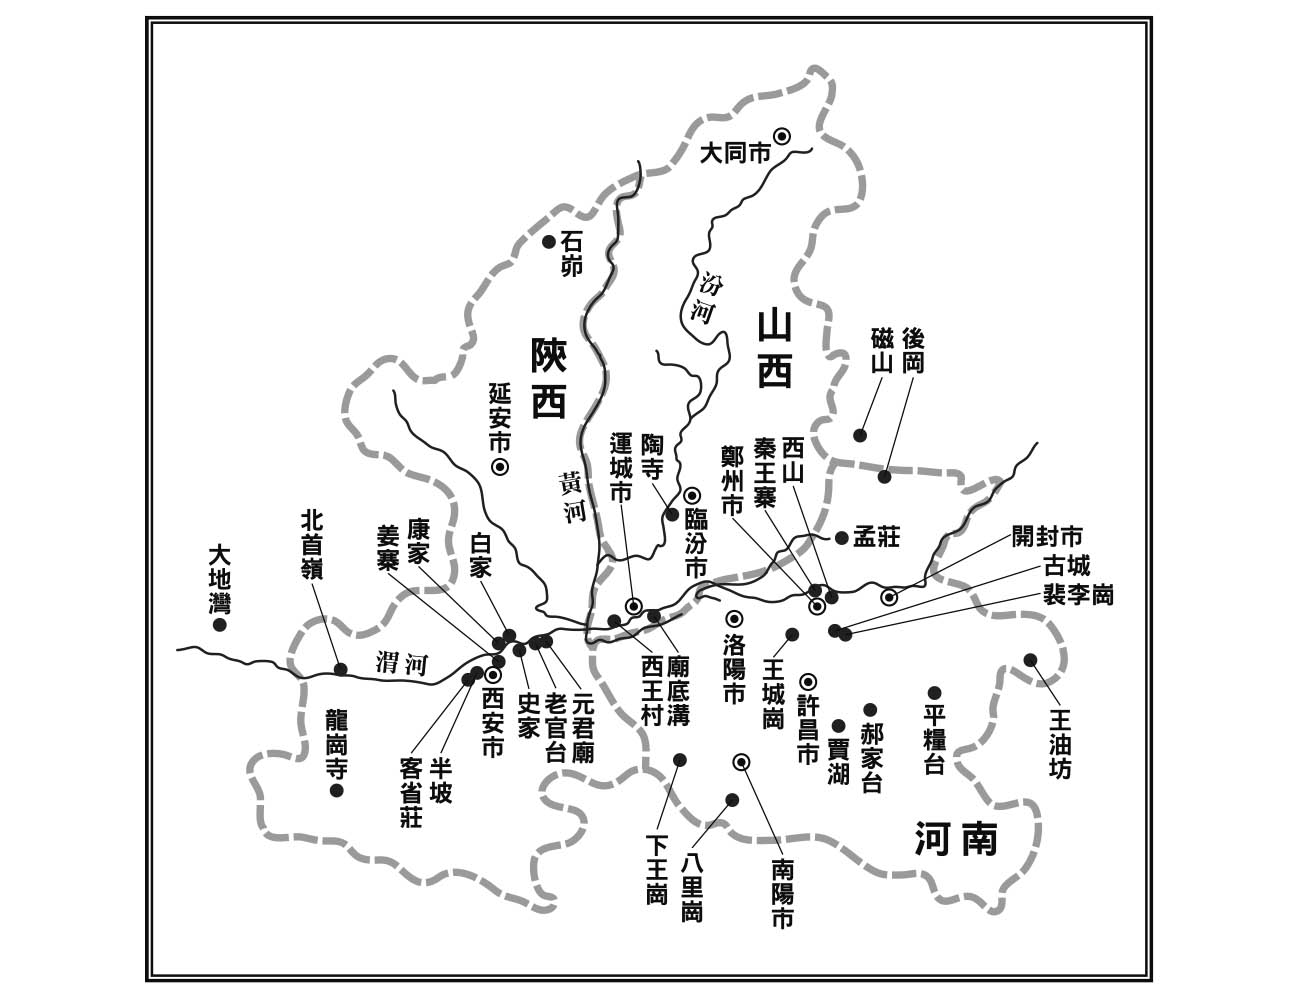 大同市
石峁
汾河
山西
陝西
磁山
後岡
延安市
黃河
運城市
陶寺
臨汾市
鄭州市
秦王寨
西山
孟莊
開封市
古城
裴李崗
大地灣
北首嶺
姜寨
康家
白家
渭河
龍崗寺
西安市
史家
老官台
元君廟
客省莊
半坡
西王村
廟底溝
洛陽市
王城崗
許昌市
賈湖
郝家台
平糧台
王油坊
河南
下王崗
八里崗
南陽市